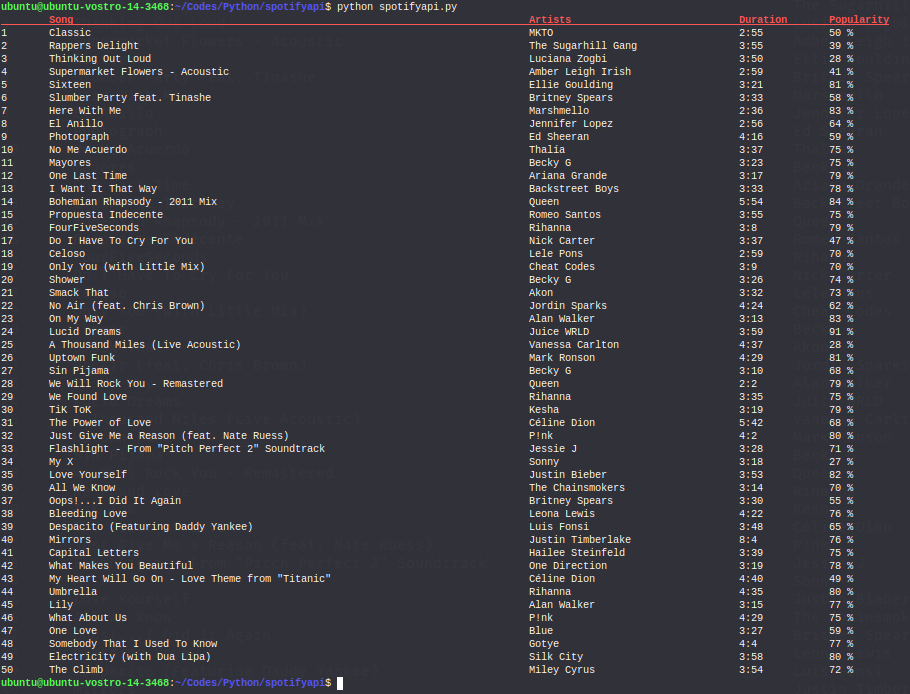 ubuntu@ubuntu-vostro-14-3468:~/Codes/Python/spotifyapi$ python spotifyapi.py
Song Artists Duration Popularity
1 Classic MKTO 2:55 50 %
2 Rappers Delight The Sugarhill Gang 3:55 39 %
3 Thinking Out Loud Luciana Zogbi 3:50 28 %
4 Supermarket Flowers - Acoustic Amber Leigh Irish 2:59 41 %
5 Sixteen Ellie Goulding 3:21 81 %
6 Slumber Party feat. Tinashe Britney Spears 3:33 58 %
7 Here With Me Marshmello 2:36 83 %
8 El Anillo Jennifer Lopez 2:56 64 %
9 Photograph Ed Sheeran 4:16 59 %
10 No Me Acuerdo Thalía 3:37 75 %
11 Mayores Becky G 3:23 75 %
12 One Last Time Ariana Grande 3:17 79 %
13 I Want It That Way Backstreet Boys 3:33 78 %
14 Bohemian Rhapsody - 2011 Mix Queen 5:54 84 %
15 Propuesta Indecente Romeo Santos 3:55 75 %
16 FourFiveSeconds Rihanna 3:8 79 %
17 Do I Have To Cry For You Nick Carter 3:37 47 %
18 Celoso Lele Pons 2:59 70 %
19 Only You (with Little Mix) Cheat Codes 3:9 70 %
20 Shower Becky G 3:26 74 %
21 Smack That Akon 3:32 73 %
22 No Air (feat. Chris Brown) Jordin Sparks 4:24 62 %
23 On My Way Alan Walker 3:13 83 %
24 Lucid Dreams Juice WRLD 3:59 91 %
25 A Thousand Miles (Live Acoustic) Vanessa Carlton 4:37 28 %
26 Uptown Funk Mark Ronson 4:29 81 %
27 Sin Pijama Becky G 3:10 68 %
28 We Will Rock You - Remastered Queen 2:2 79 %
29 We Found Love Rihanna 3:35 75 %
30 TiK ToK Kesha 3:19 79 %
31 The Power of Love Céline Dion 5:42 68 %
32 Just Give Me a Reason (feat. Nate Ruess) P!nk 4:2 80 %
33 Flashlight - From "Pitch Perfect 2" Soundtrack Jessie J 3:28 71 %
34 My X Sonny 3:18 27 %
35 Love Yourself Justin Bieber 3:53 82 %
36 All We Know The Chainsmokers 3:14 70 %
37 Oops!...I Did It Again Britney Spears 3:30 55 %
38 Bleeding Love Leona Lewis 4:22 76 %
39 Despacito (Featuring Daddy Yankee) Luis Fonsi 3:48 65 %
40 Mirrors Justin Timberlake 8:4 76 %
41 Capital Letters Hailee Steinfeld 3:39 75 %
42 What Makes You Beautiful One Direction 3:19 78 %
43 My Heart Will Go On - Love Theme from "Titanic" Céline Dion 4:40 49 %
44 Umbrella Rihanna 4:35 80 %
45 Lily Alan Walker 3:15 77 %
46 What About Us P!nk 4:29 75 %
47 One Love Blue 3:27 59 %
48 Somebody That I Used To Know Gotye 4:4 77 %
49 Electricity (with Dua Lipa) Silk City 3:58 80 %
50 The Climb Miley Cyrus 3:54 72 %
ubuntu@ubuntu-vostro-14-3468:~/Codes/Python/spotifyapi$